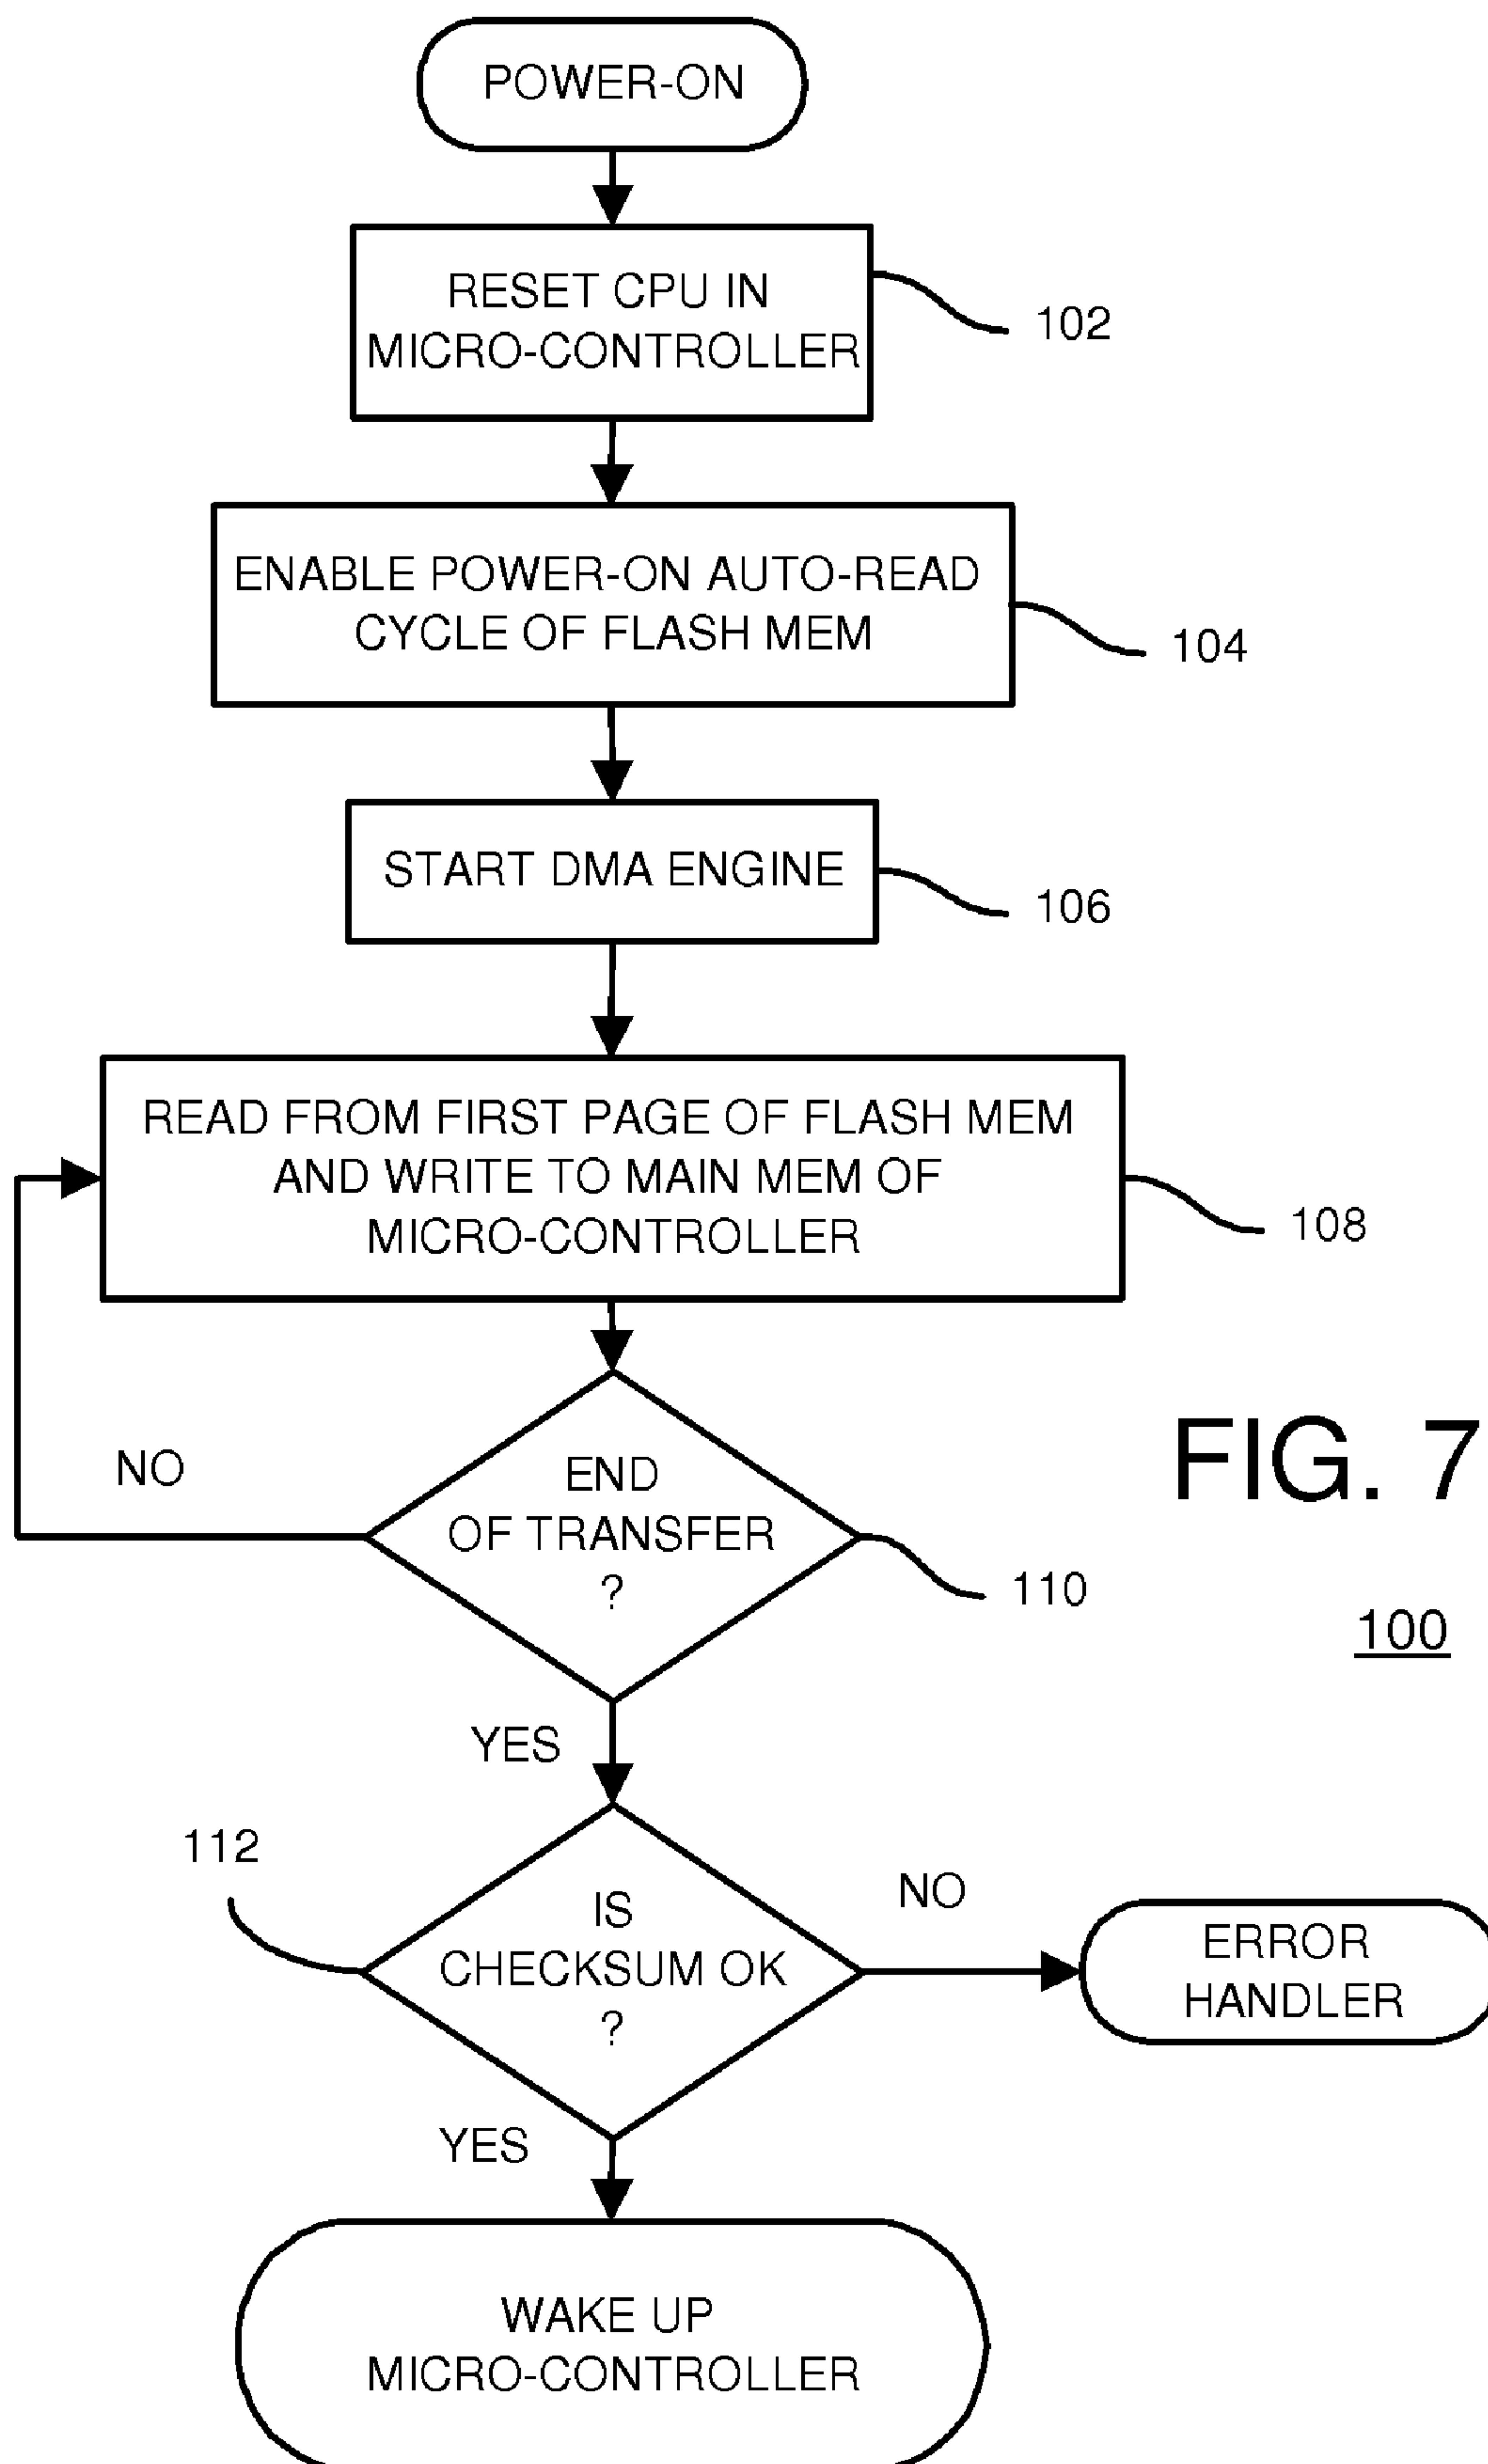 POWER-ON
RESET CPU IN
MICRO-CONTROLLER
102
ENABLE POWER-ON AUTO-READ
CYCLE OF FLASH MEM
104
START DMA ENGINE
106
READ FROM FIRST PAGE OF FLASH MEM
AND WRITE TO MAIN MEM OF
MICRO-CONTROLLER
108
NO
END
OF TRANSFER
?
110
FIG. 7
100
YES
112
IS
CHECKSUM OK
?
NO
ERROR
HANDLER
YES
WAKE UP
MICRO-CONTROLLER